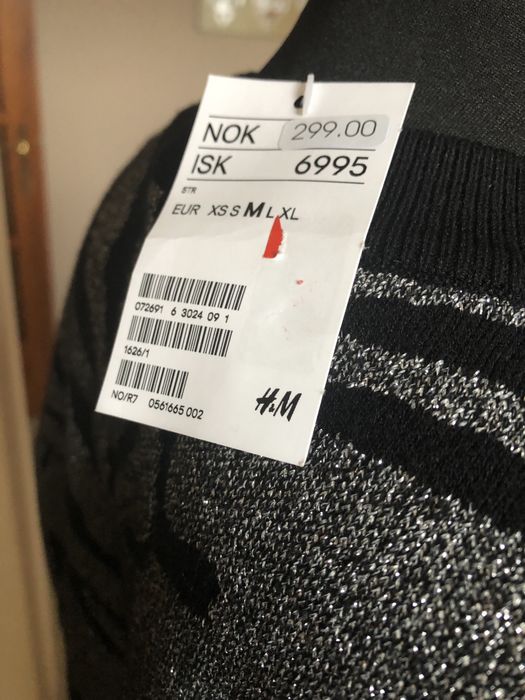 NOK 299.00
ISK 6995
STR
EUR XS S M L XL
072691 6 3024 09 1
1626/1
NO/R7 0561665 002
H&M